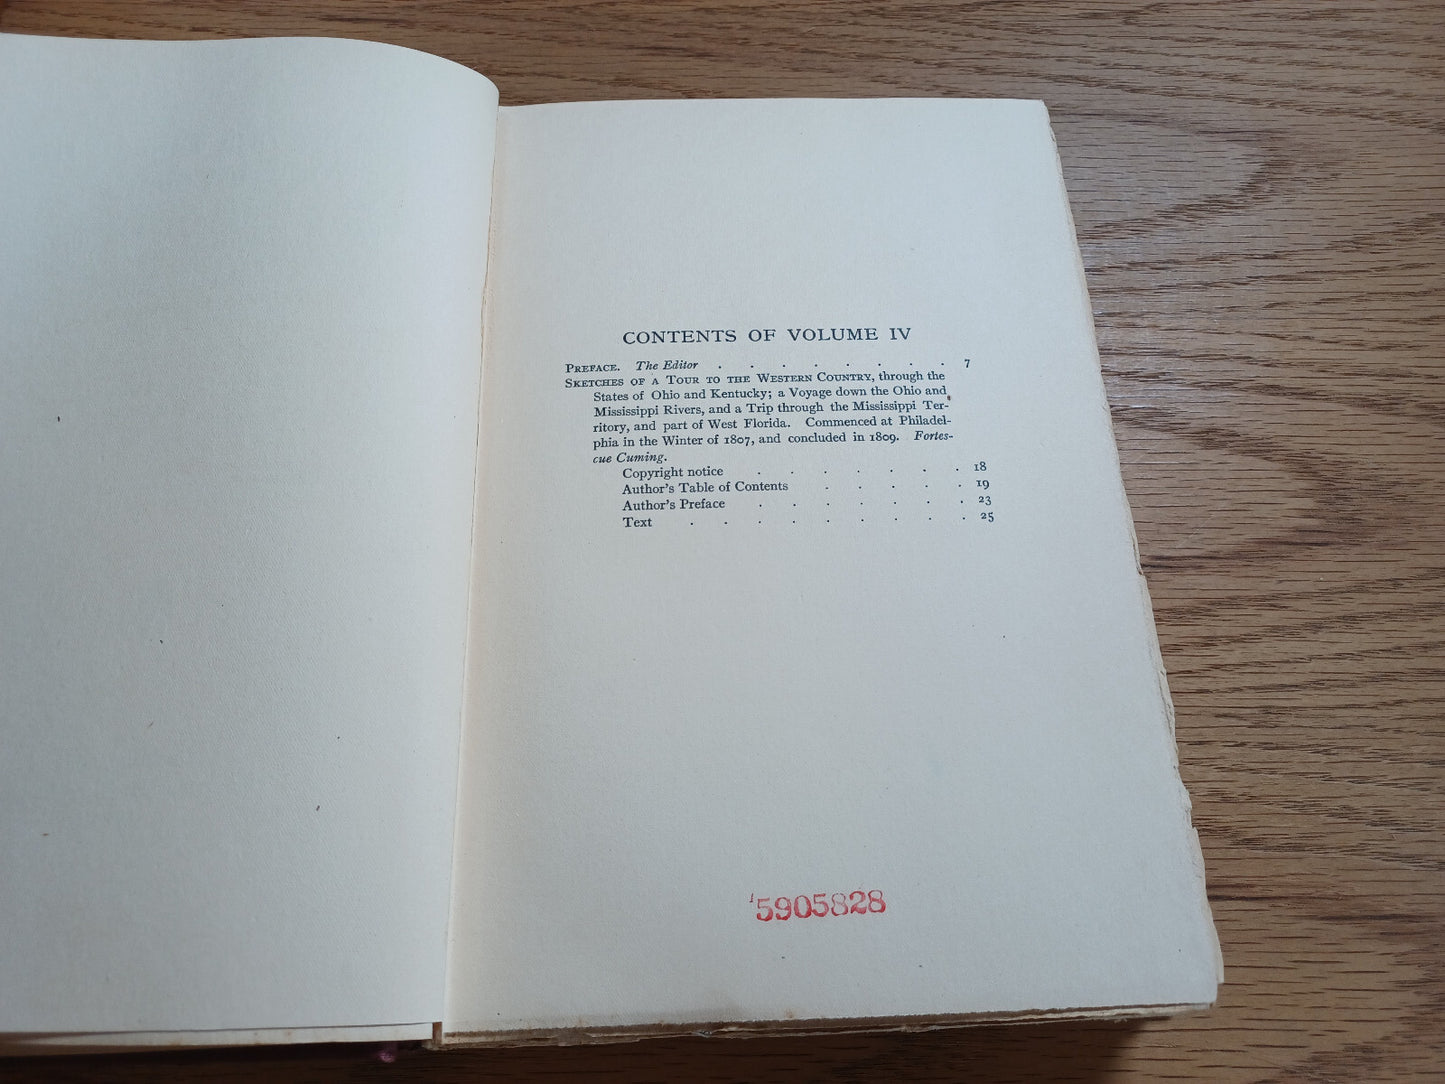 CONTENTS OF VOLUME IV
PREFACE. The Editor . . . . . . . . 7
SKETCHES OF A TOUR TO THE WESTERN COUNTRY, through the
States of Ohio and Kentucky; a Voyage down the Ohio and
Mississippi Rivers, and a Trip through the Mississippi Ter-
ritory, and part of West Florida. Commenced at Philadel-
phia in the Winter of 1807, and concluded in 1809. Fortes-
cue Cuming.
Copyright notice . . . . . . . 18
Author's Table of Contents . . . . . 19
Author's Preface . . . . . . . 23
Text . . . . . . . . . 25
5905828